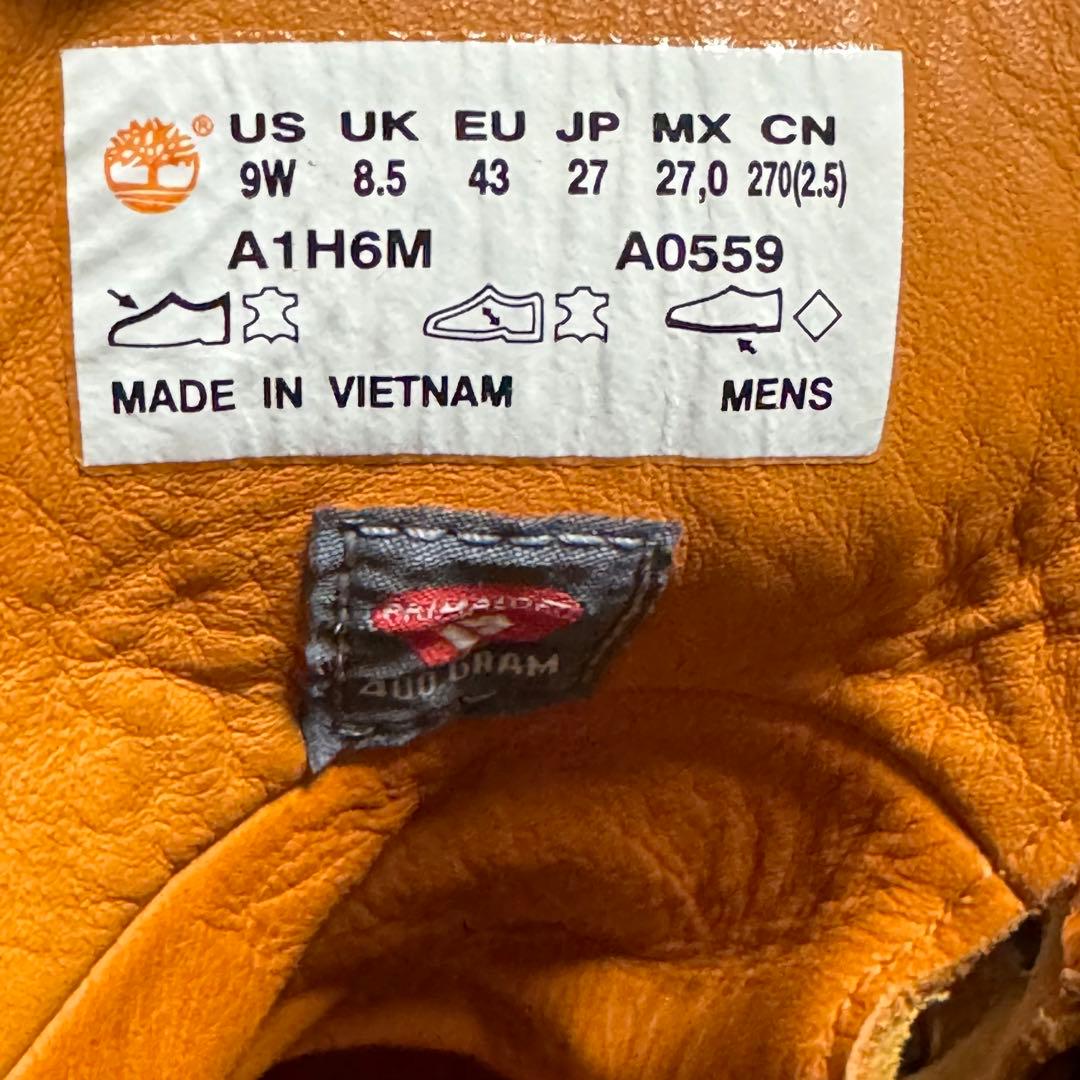 ® US UK EU JP MX CN
9W 8.5 43 27 27,0 270(2.5)
A1H6M A0559
MADE IN VIETNAM MENS
PRIMALOFT
400 GRAM